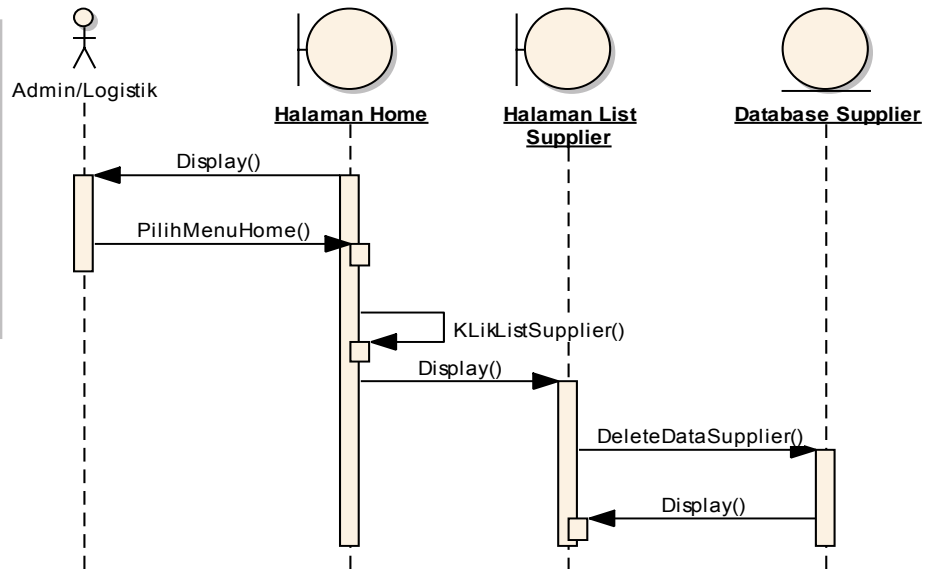 Admin/Logistik
Halaman Home
Halaman List
Supplier
Database Supplier
Display()
PilihMenuHome()
KLikListSupplier()
Display()
DeleteDataSupplier()
Display()